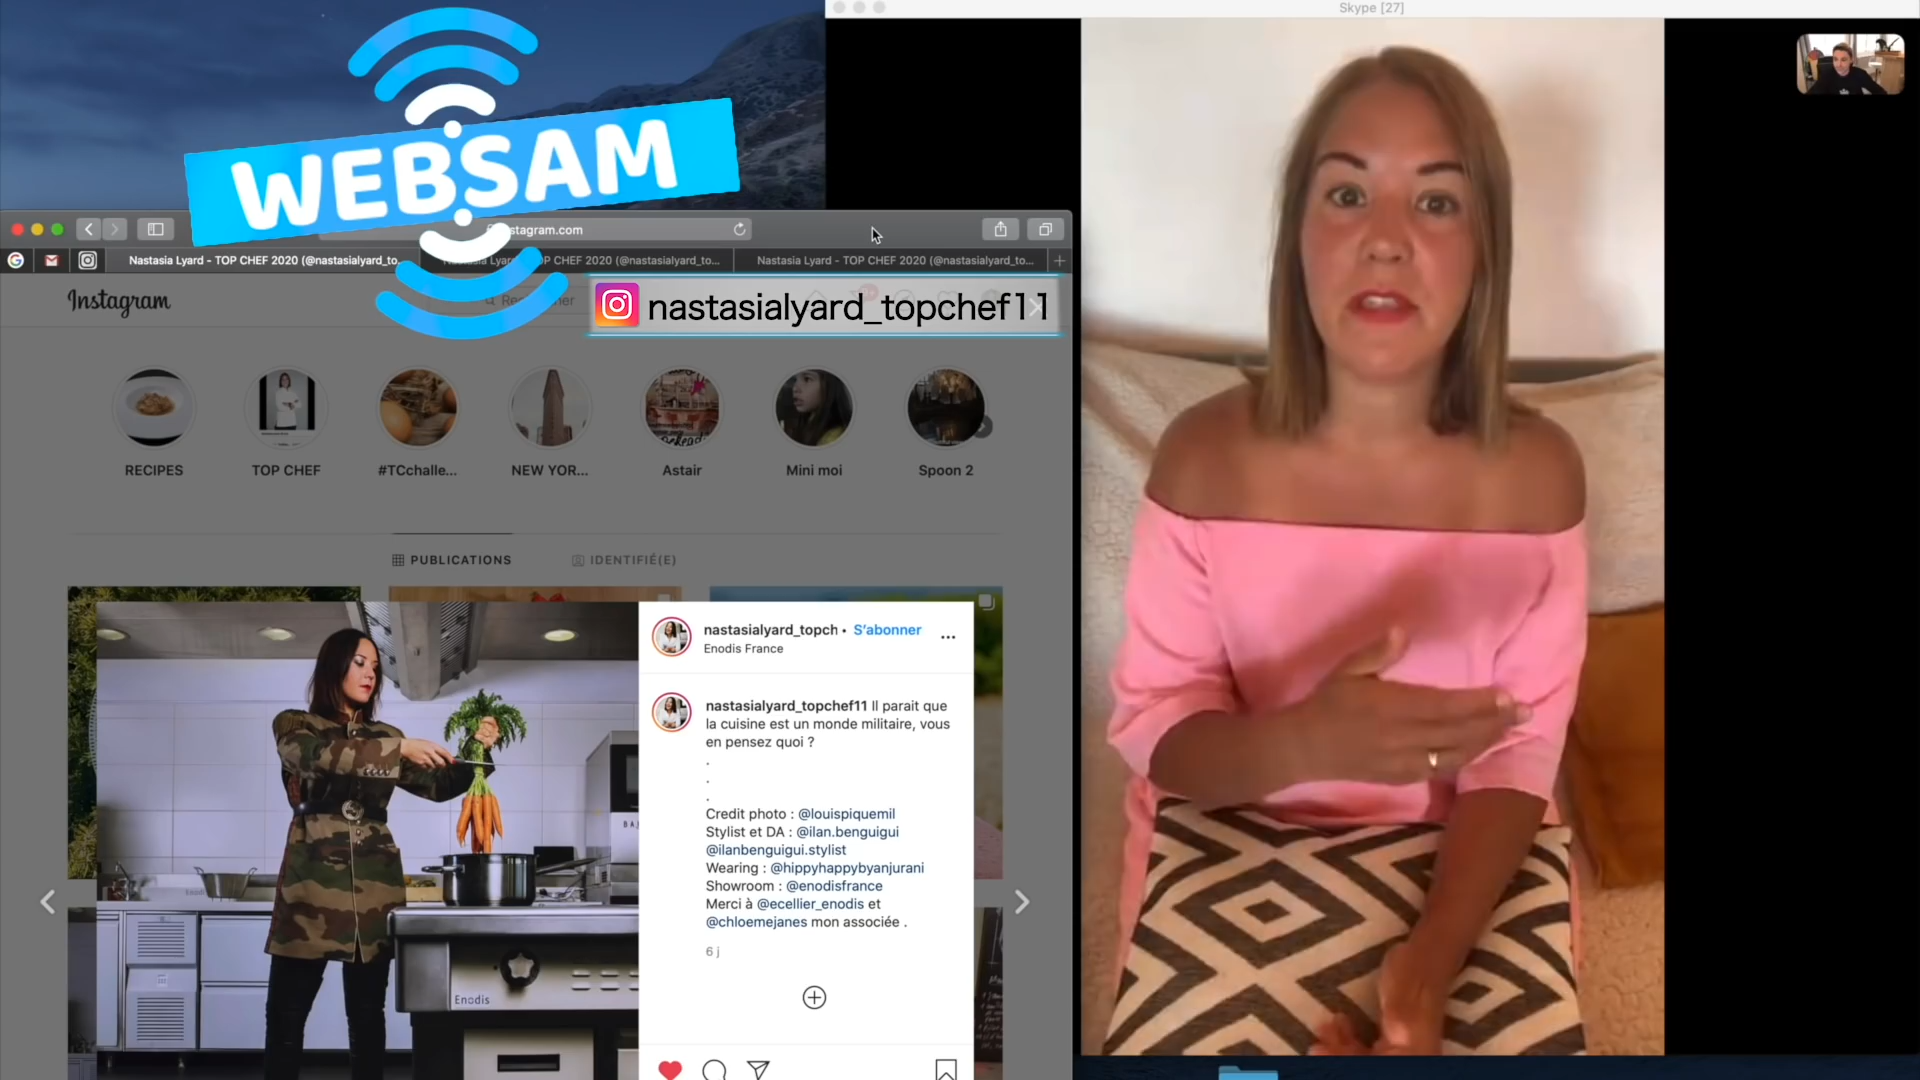 Skype [27]
WEBSAM
stagram.com
Nastasia Lyard - TOP CHEF 2020 (@nastasialyard_to...
CHEF 2020 (@nastasialyard_to...
Nastasia Lyard - TOP CHEF 2020 (@nastasialyard_to...
Instagram
nastasialyard_topchef11
RECIPES
TOP CHEF
#TCchalle...
NEW YOR...
Astair
Mini moi
Spoon 2
PUBLICATIONS
IDENTIFIÉ(E)
nastasialyard_topch • S'abonner
Enodis France
nastasialyard_topchef11 Il parait que
la cuisine est un monde militaire, vous
en pensez quoi ?
.
.
.
Credit photo : @louispiquemil
Stylist et DA : @ilan.benguigui
@ilanbenguigui.stylist
Wearing : @hippyhappybyanjurani
Showroom : @enodisfrance
Merci à @ecellier_enodis et
@chloemejanes mon associée .
6 j
Enodis